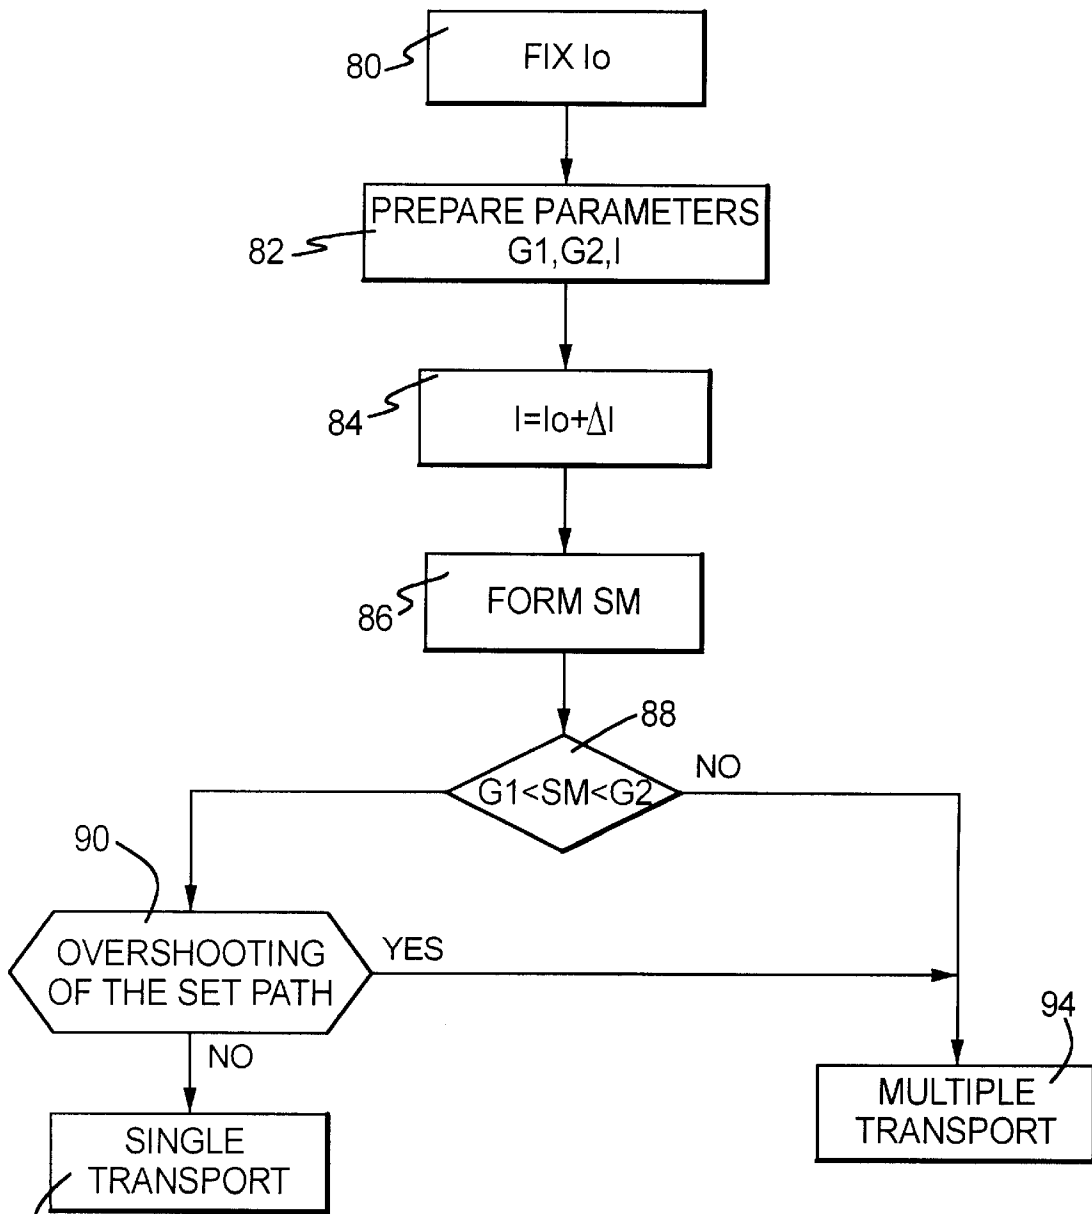 80
FIX Io
PREPARE PARAMETERS
G1,G2,I
82
84
I=Io+ΔI
86
FORM SM
88
G1<SM<G2
NO
90
OVERSHOOTING
OF THE SET PATH
YES
NO
94
SINGLE
TRANSPORT
MULTIPLE
TRANSPORT